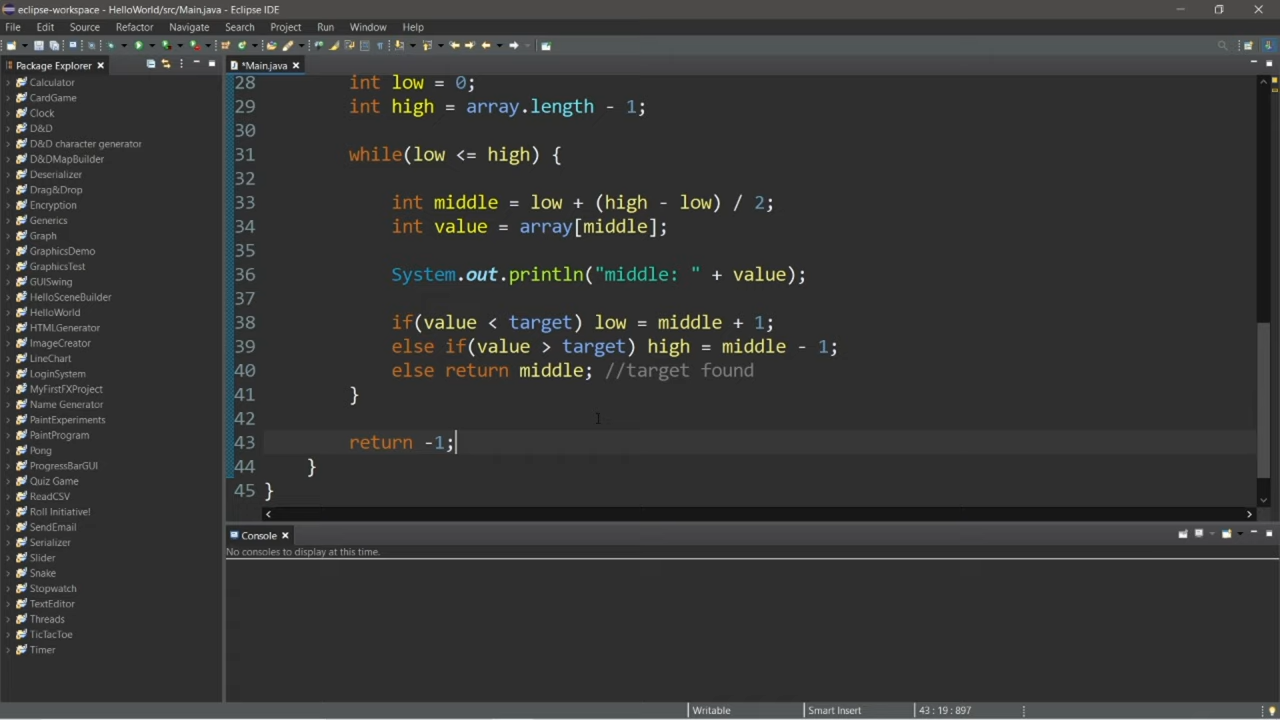 eclipse-workspace - HelloWorld/src/Main.java - Eclipse IDE
File Edit Source Refactor Navigate Search Project Run Window Help
Package Explorer
*Main.java
Calculator
CardGame
Clock
D&D
D&D character generator
D&DMapBuilder
Deserializer
Drag&Drop
Encryption
Generics
Graph
GraphicsDemo
GraphicsTest
GUISwing
HelloSceneBuilder
HelloWorld
HTMLGenerator
ImageCreator
LineChart
LoginSystem
MyFirstFXProject
Name Generator
PaintExperiments
PaintProgram
Pong
ProgressBarGUI
Quiz Game
ReadCSV
Roll Initiative!
SendEmail
Serializer
Slider
Snake
Stopwatch
TextEditor
Threads
TicTacToe
Timer
28 int low = 0;
29 int high = array.length - 1;
30
31 while(low <= high) {
32
33 int middle = low + (high - low) / 2;
34 int value = array[middle];
35
36 System.out.println("middle: " + value);
37
38 if(value < target) low = middle + 1;
39 else if(value > target) high = middle - 1;
40 else return middle; //target found
41 }
42
43 return -1;
44 }
45 }
Console
No consoles to display at this time.
Writable Smart Insert 43 : 19 : 897